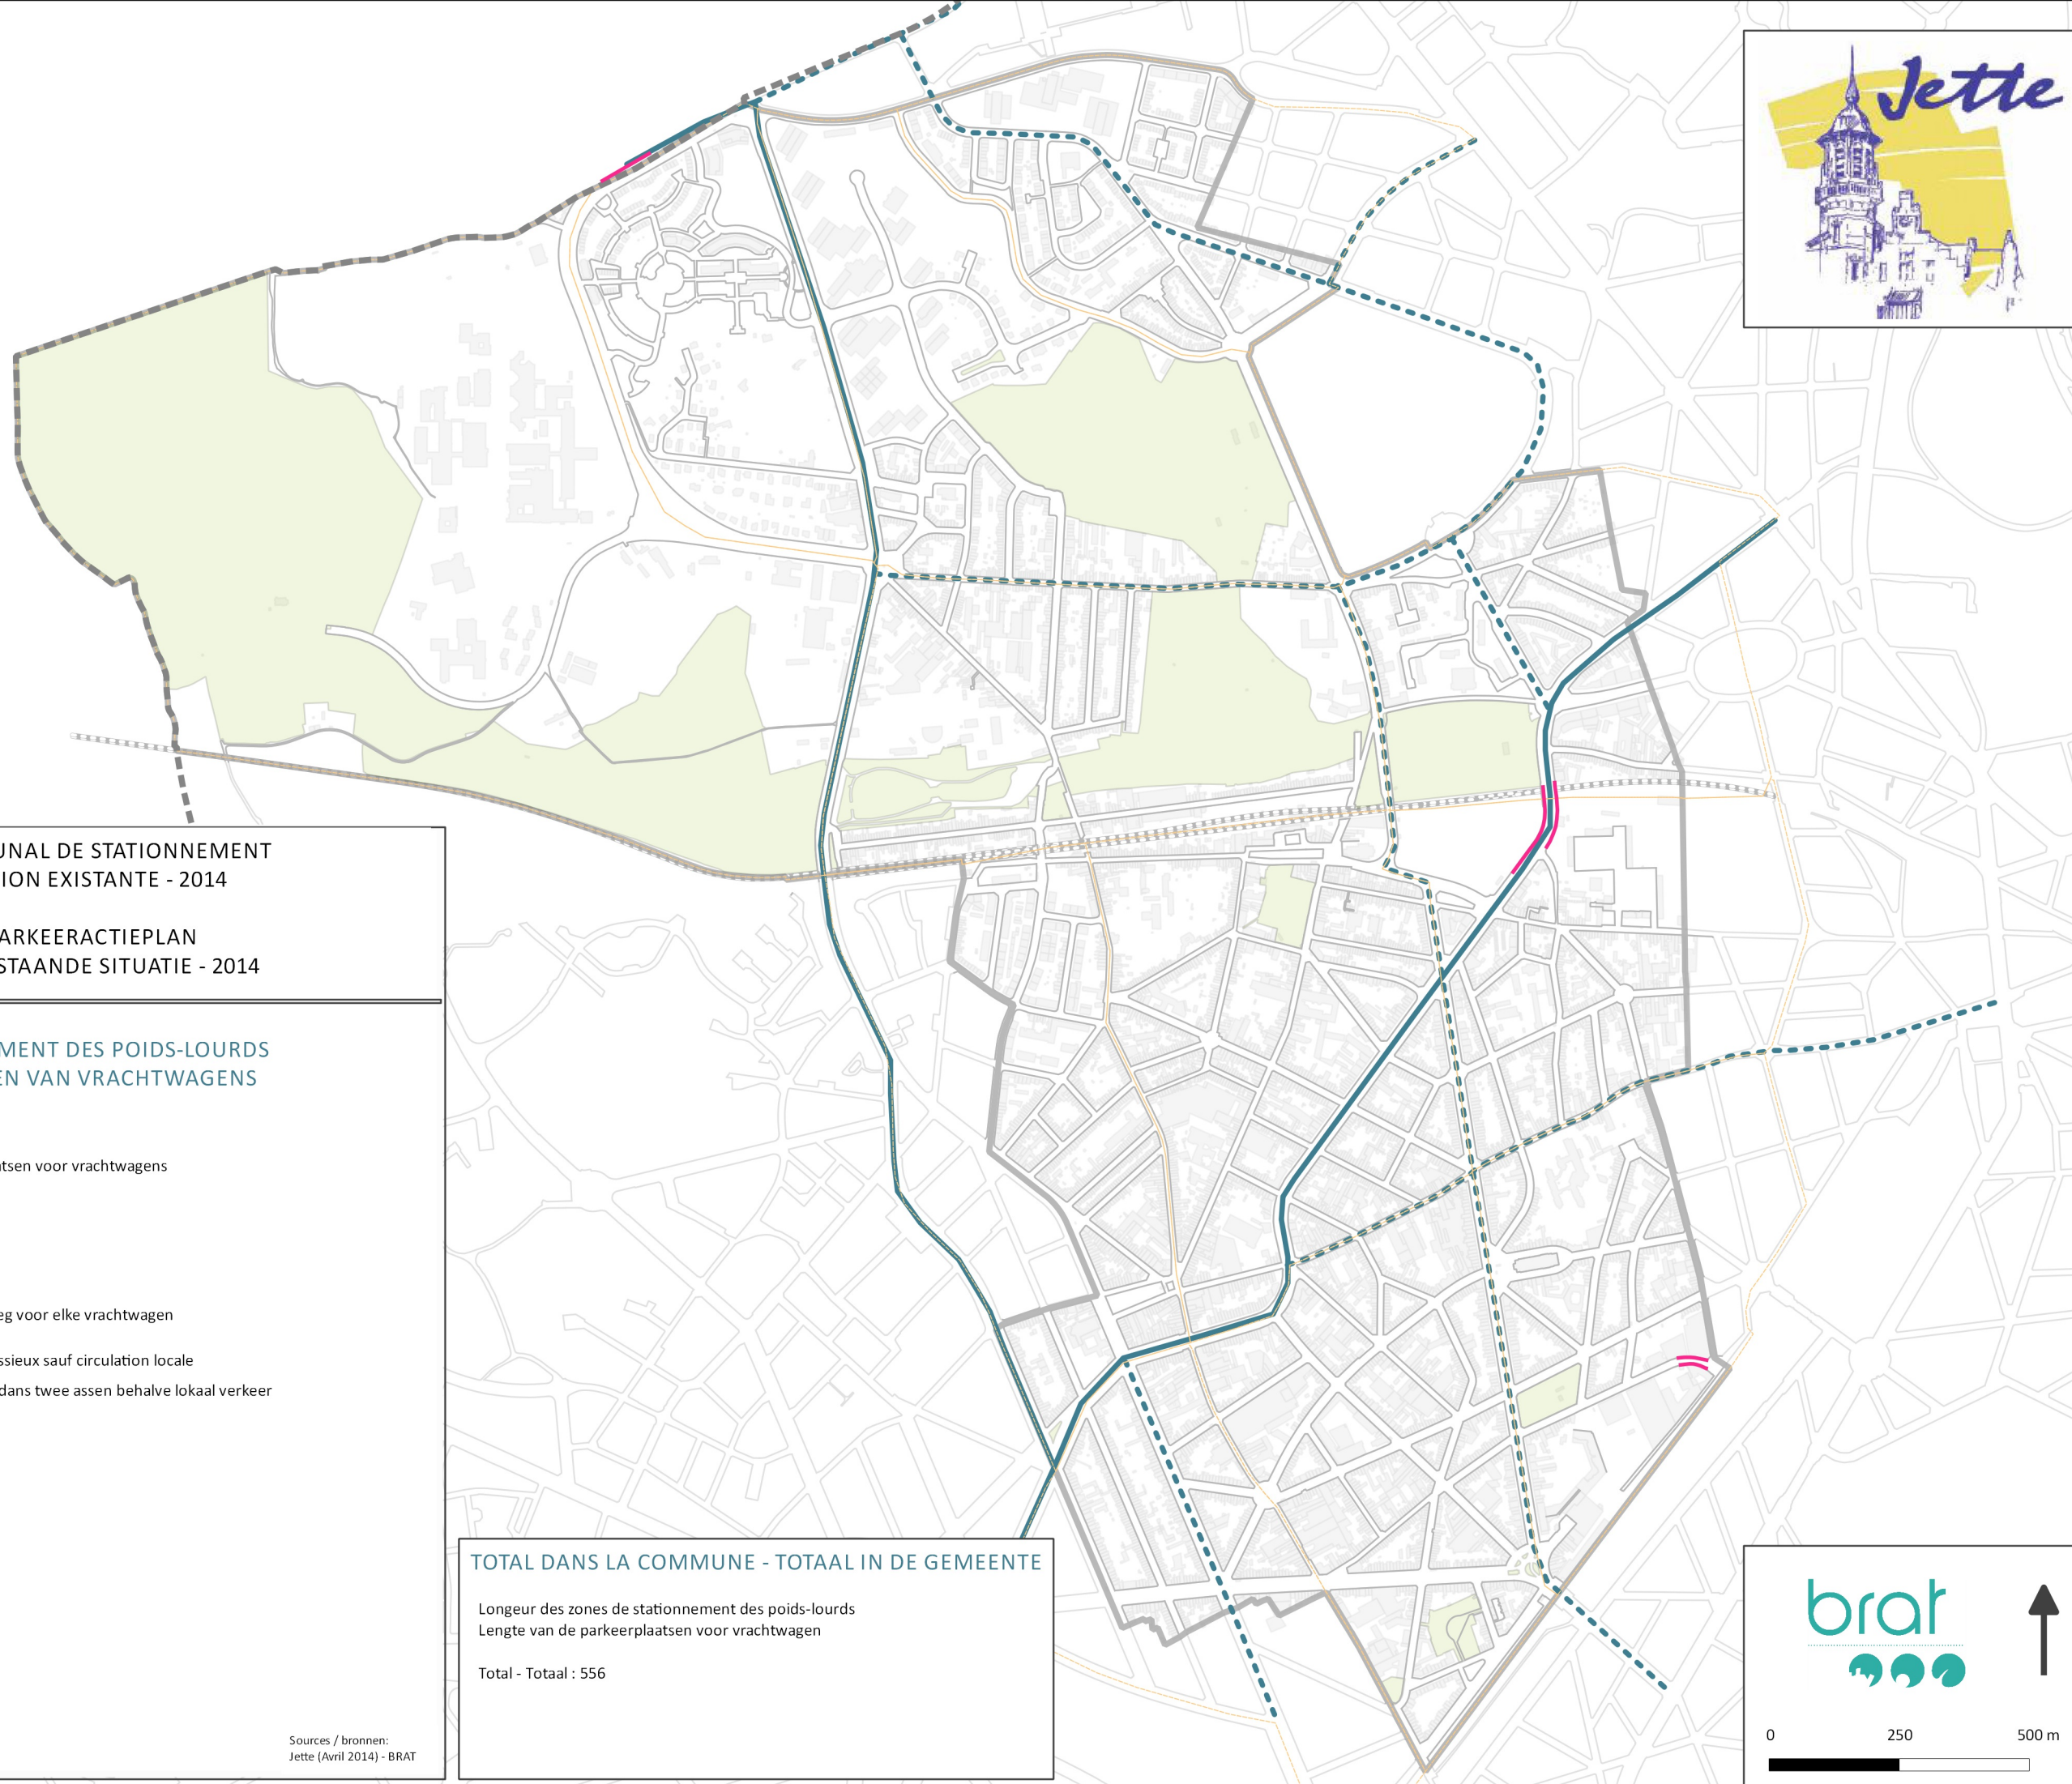 Jette
UNAL DE STATIONNEMENT
ION EXISTANTE - 2014
ARKEERACTIEPLAN
STAANDE SITUATIE - 2014
MENT DES POIDS-LOURDS
EN VAN VRACHTWAGENS
tsen voor vrachtwagens
eg voor elke vrachtwagen
ssieux sauf circulation locale
dans twee assen behalve lokaal verkeer
Sources / bronnen:
Jette (Avril 2014) - BRAT
TOTAL DANS LA COMMUNE - TOTAAL IN DE GEMEENTE
Longeur des zones de stationnement des poids-lourds
Lengte van de parkeerplaatsen voor vrachtwagen
Total - Totaal : 556
brat
0 250 500 m